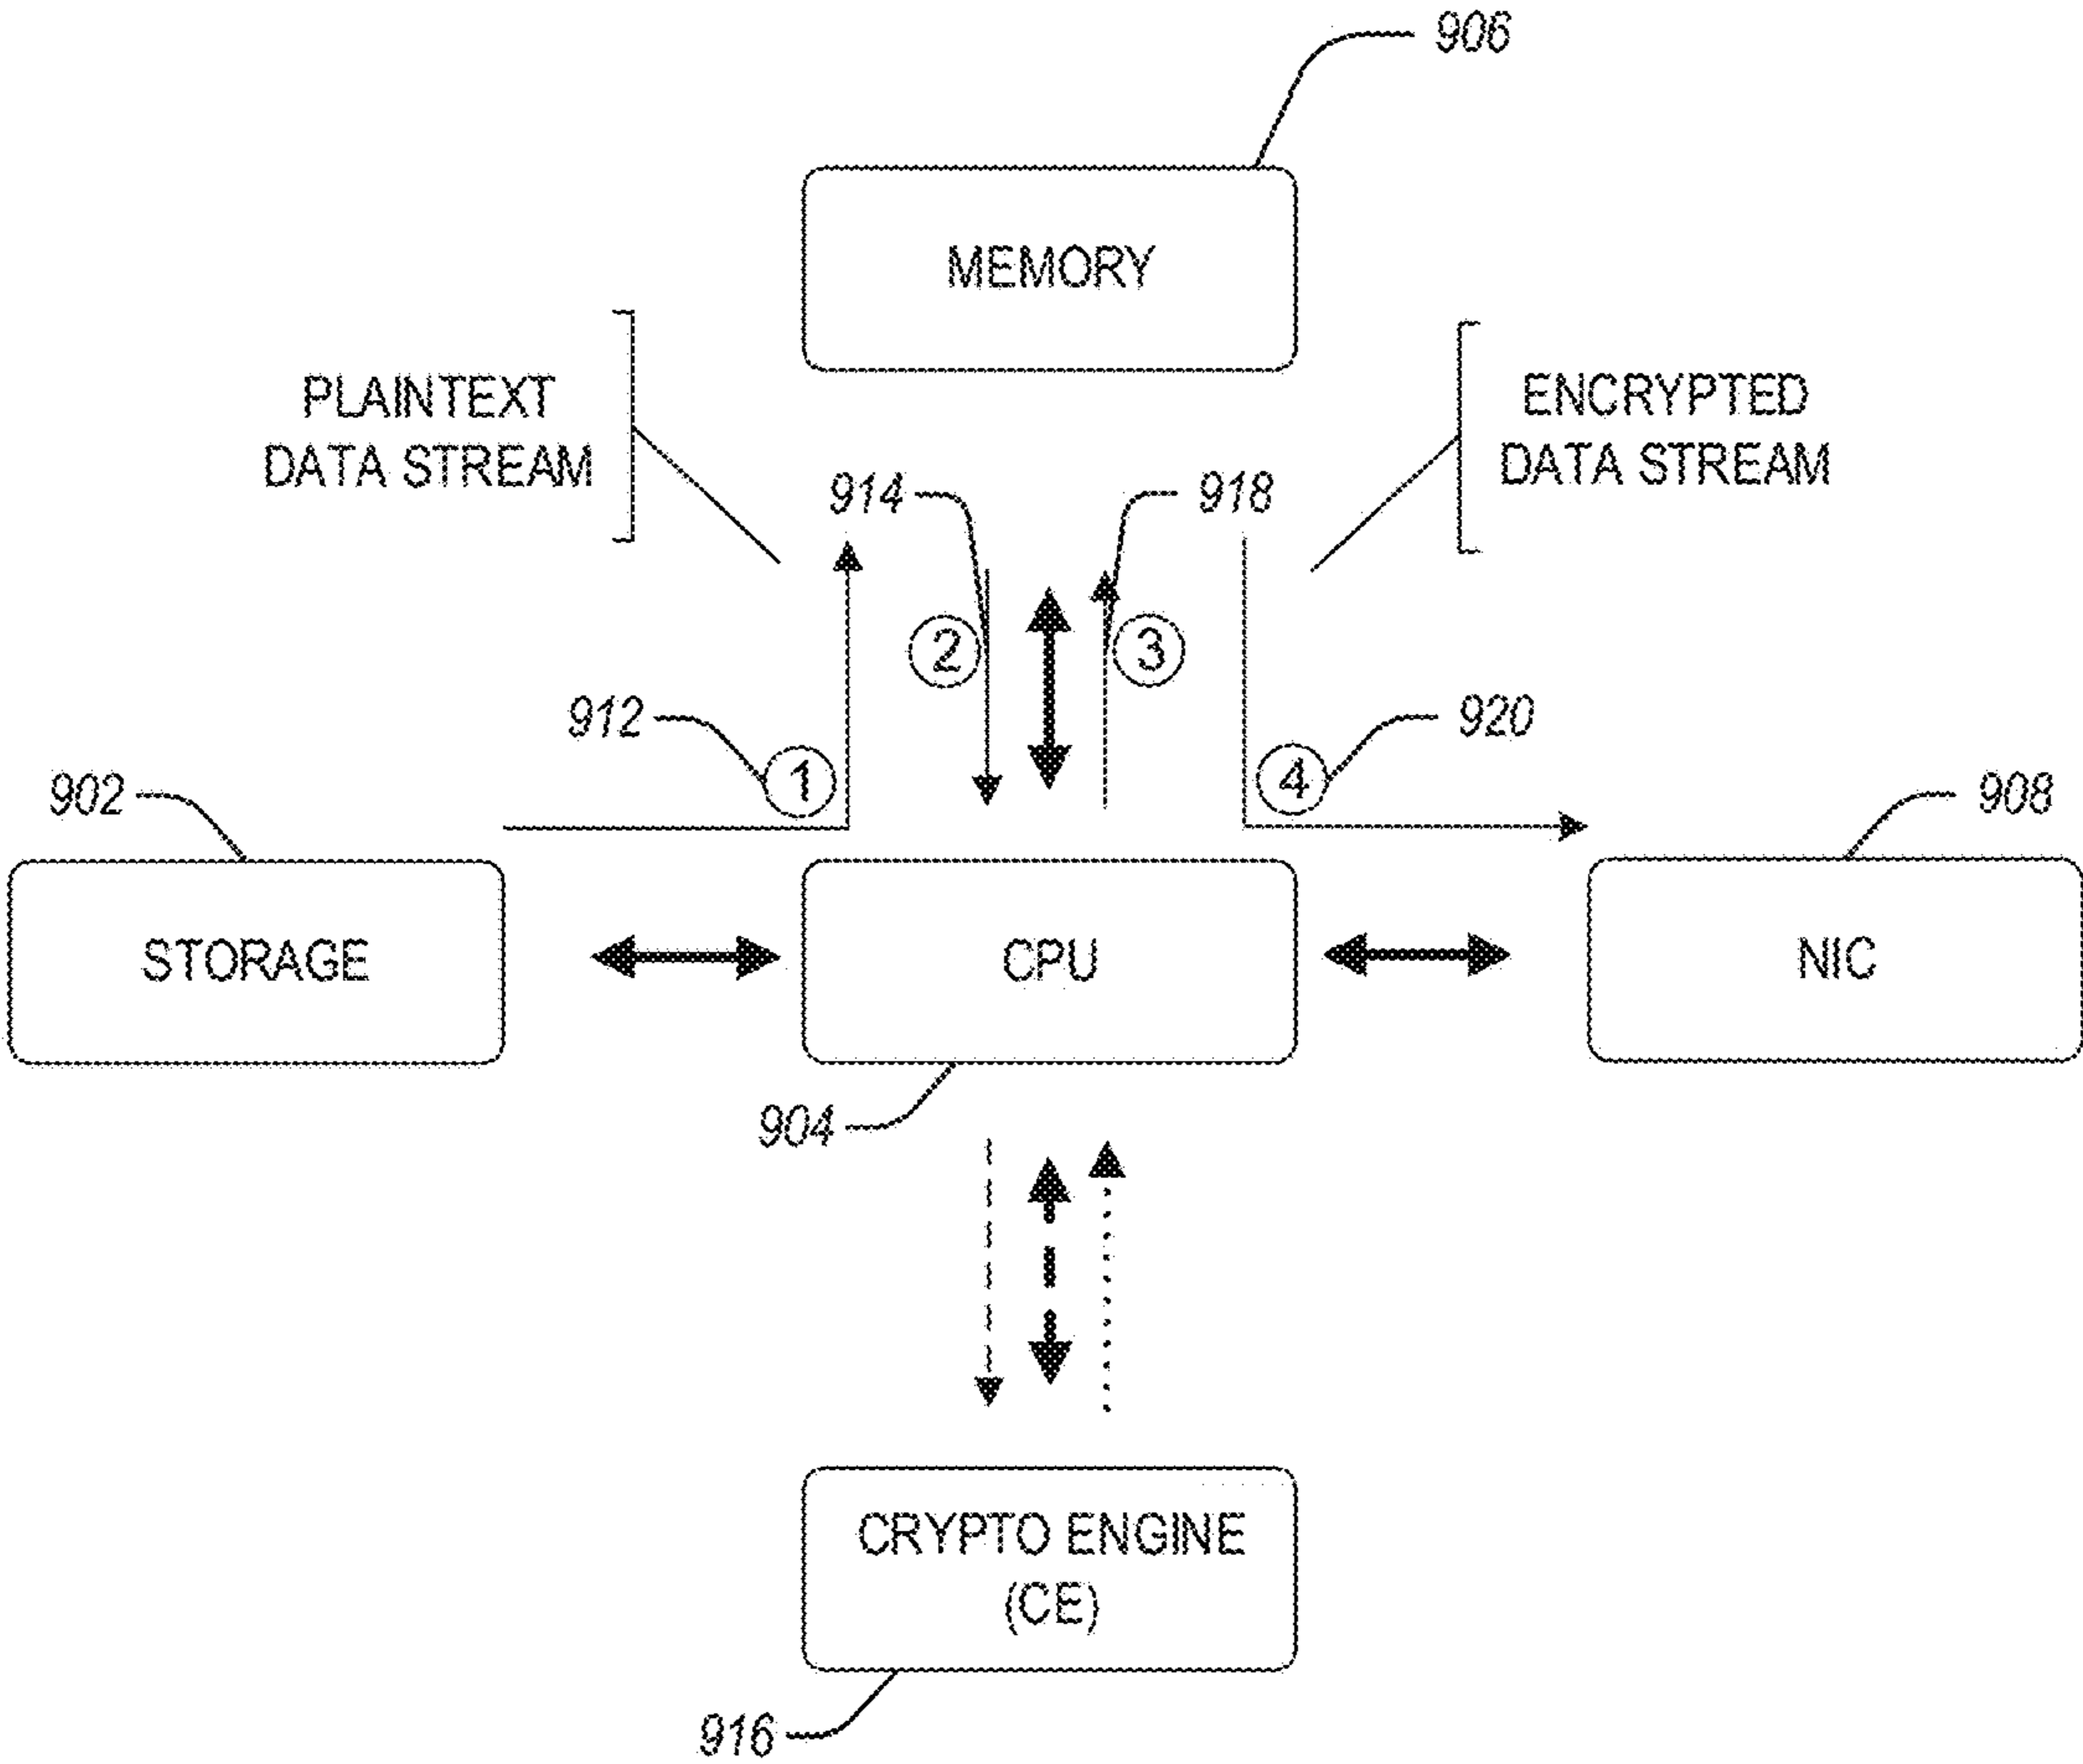 906
MEMORY
PLAINTEXT
DATA STREAM
ENCRYPTED
DATA STREAM
914
918
2
3
912
920
1
4
902
908
STORAGE
CPU
NIC
904
CRYPTO ENGINE
(CE)
916